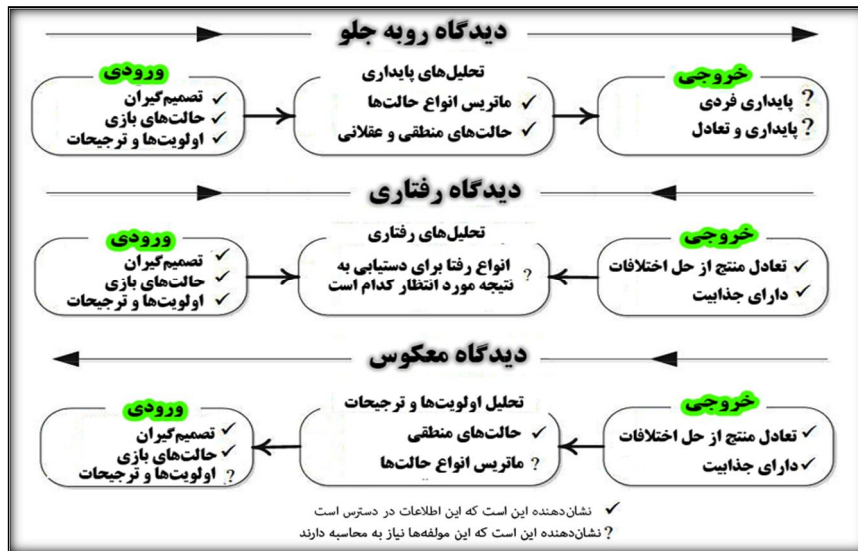 دیدگاه روبه جلو
ورودی
✓ تصمیم‌گیران
✓ حالت‌های بازی
✓ اولویت‌ها و ترجیحات
تحلیل‌های پایداری
✓ ماتریس انواع حالت‌ها
✓ حالت‌های منطقی و عقلانی
خروجی
? پایداری فردی
? پایداری و تعادل
دیدگاه رفتاری
ورودی
✓ تصمیم‌گیران
✓ حالت‌های بازی
✓ اولویت‌ها و ترجیحات
تحلیل‌های رفتاری
? انواع رفتا برای دستیابی به
نتیجه مورد انتظار کدام است
خروجی
✓ تعادل منتج از حل اختلافات
✓ دارای جذابیت
دیدگاه معکوس
خروجی
✓ تعادل منتج از حل اختلافات
✓ دارای جذابیت
تحلیل اولویت‌ها و ترجیحات
✓ حالت‌های منطقی
? ماتریس انواع حالت‌ها
ورودی
✓ تصمیم‌گیران
✓ حالت‌های بازی
? اولویت‌ها و ترجیحات
✓ نشان‌دهنده این است که این اطلاعات در دسترس است
? نشان‌دهنده این است که این مولفه‌ها نیاز به محاسبه دارند